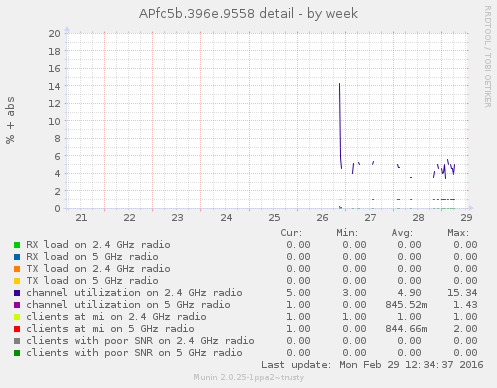 APfc5b.396e.9558 detail - by week
RRDTOOL / TOBI OETIKER
% + abs
20
18
16
14
12
10
8
6
4
2
0
21 22 23 24 25 26 27 28 29
Cur: Min: Avg: Max:
RX load on 2.4 GHz radio 0.00 0.00 0.00 0.00
RX load on 5 GHz radio 0.00 0.00 0.00 0.00
TX load on 2.4 GHz radio 0.00 0.00 0.00 0.00
TX load on 5 GHz radio 0.00 0.00 0.00 0.00
channel utilization on 2.4 GHz radio 5.00 3.00 4.90 15.34
channel utilization on 5 GHz radio 1.00 0.00 845.52m 1.43
clients at mi on 2.4 GHz radio 1.00 1.00 1.00 1.00
clients at mi on 5 GHz radio 1.00 0.00 844.66m 2.00
clients with poor SNR on 2.4 GHz radio 0.00 0.00 0.00 0.00
clients with poor SNR on 5 GHz radio 0.00 0.00 0.00 0.00
Last update: Mon Feb 29 12:34:37 2016
Munin 2.0.25-1ppa2~trusty